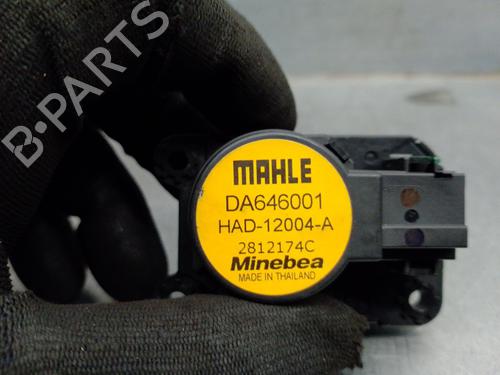 B-PARTS
MAHLE
DA646001
HAD-12004-A
2812174C
Minebea
MADE IN THAILAND